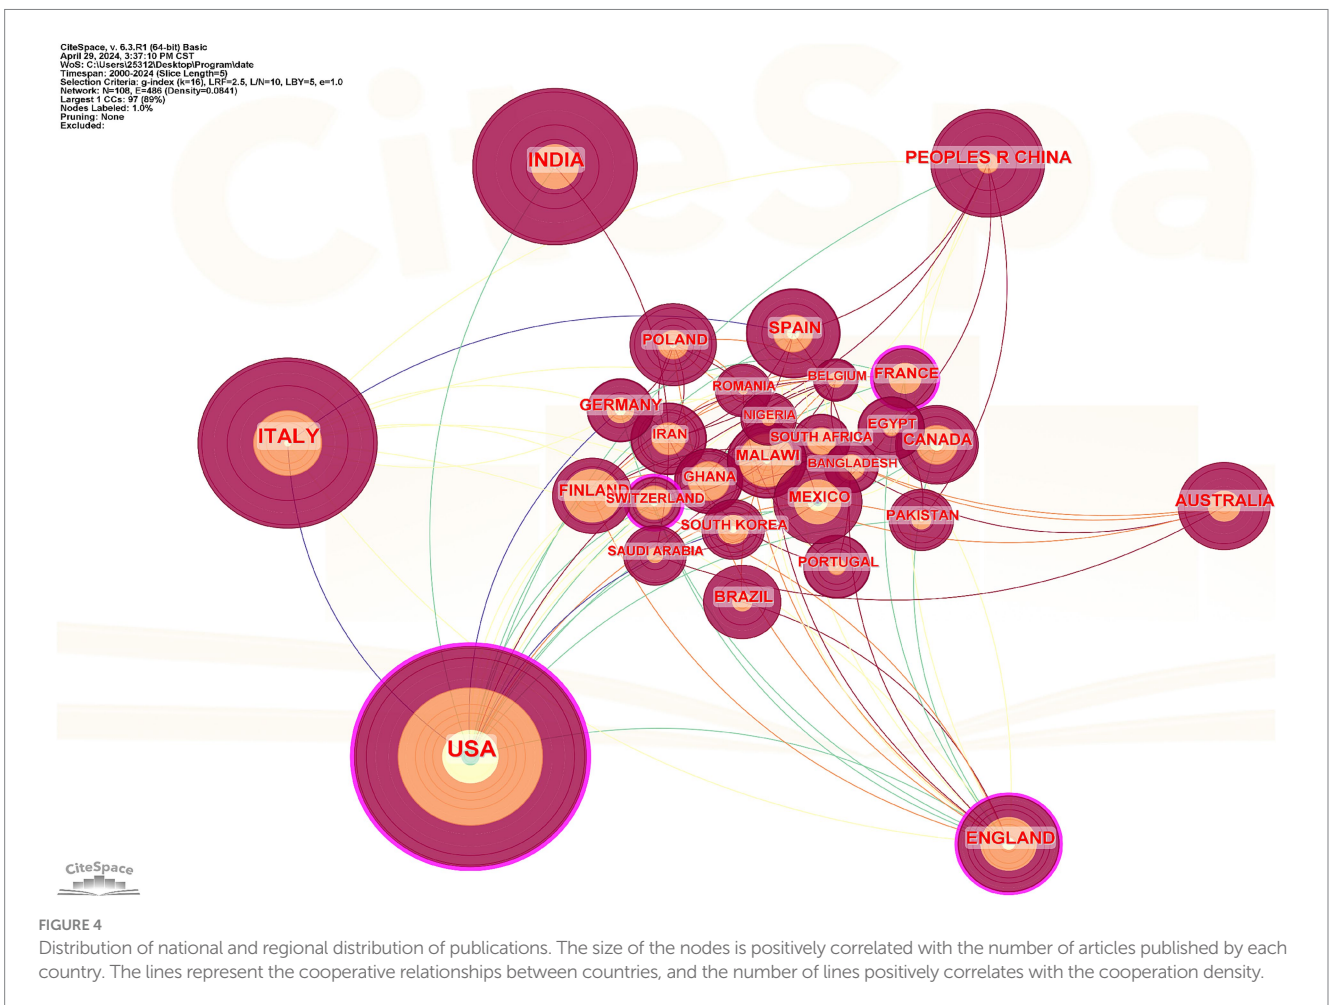 CiteSpace, v. 6.3.R1 (64-bit) Basic
April 29, 2024, 3:37:10 PM CST
WoS: C:\Users\25312\Desktop\Program\date
Timespan: 2000-2024 (Slice Length=5)
Selection Criteria: g-index (k=16), LRF=2.5, L/N=10, LBY=5, e=1.0
Network: N=108, E=486 (Density=0.0841)
Largest 1 CCs: 97 (89%)
Nodes Labeled: 1.0%
Pruning: None
Excluded:
CiteSpa
INDIA
PEOPLES R CHINA
SPAIN
POLAND
BELGIUM
FRANCE
ROMANIA
GERMANY
NIGERIA
EGYPT
IRAN
SOUTH AFRICA
CANADA
ITALY
MALAWI
BANGLADESH
GHANA
FINLAND
SWITZERLAND
MEXICO
AUSTRALIA
PAKISTAN
SOUTH KOREA
SAUDI ARABIA
PORTUGAL
BRAZIL
USA
ENGLAND
CiteSpace
FIGURE 4
Distribution of national and regional distribution of publications. The size of the nodes is positively correlated with the number of articles published by each
country. The lines represent the cooperative relationships between countries, and the number of lines positively correlates with the cooperation density.